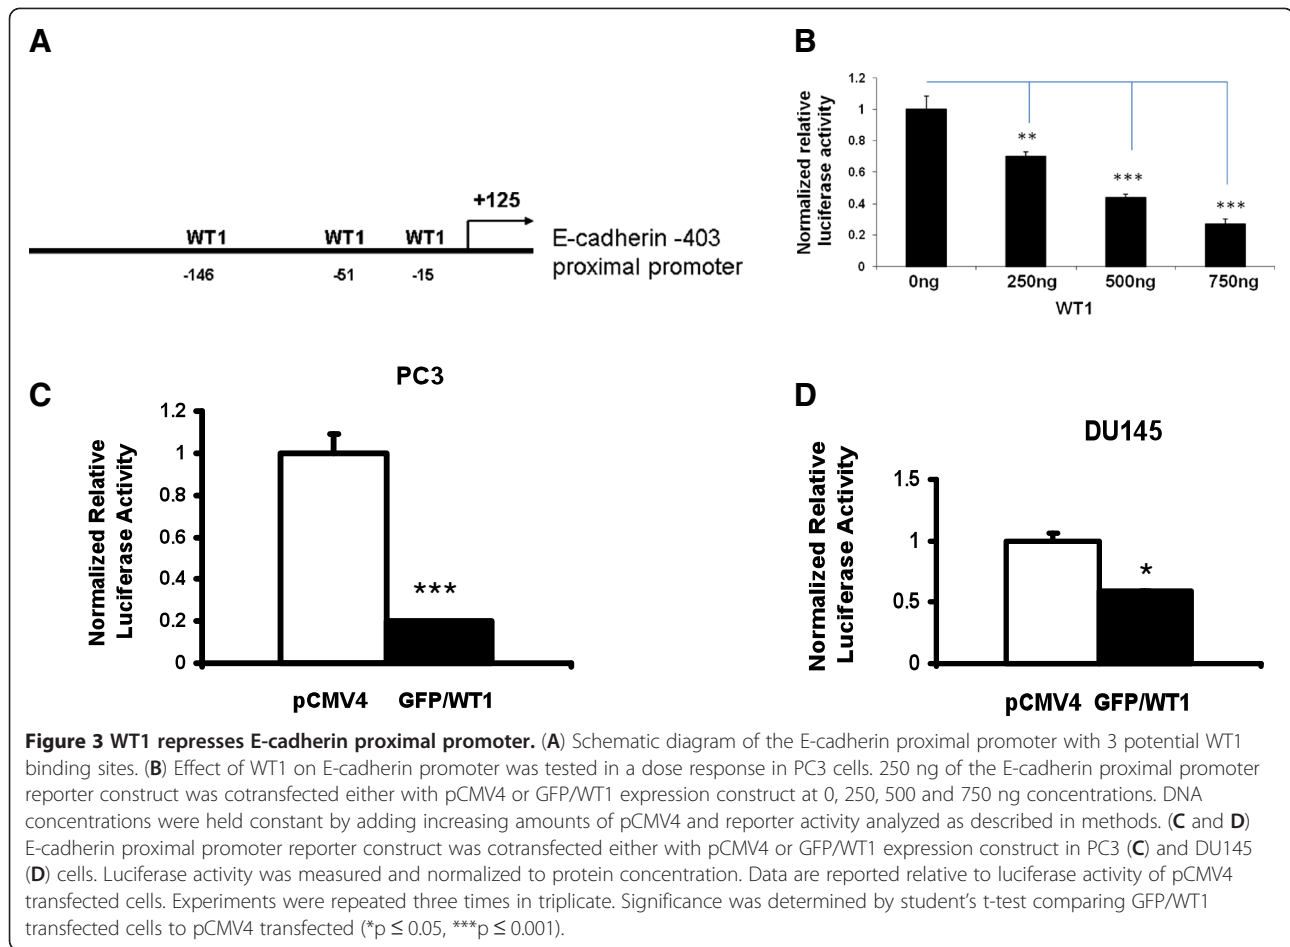 A
WT1 WT1 WT1 +125
-146 -51 -15
E-cadherin -403
proximal promoter
B
Normalized relative
luciferase activity
1.2
1
0.8
0.6
0.4
0.2
0
**
***
***
0ng 250ng 500ng 750ng
WT1
C
PC3
Normalized Relative
Luciferase Activity
1.2
1
0.8
0.6
0.4
0.2
0
***
pCMV4 GFP/WT1
D
DU145
Normalized Relative
Luciferase Activity
1.5
1
0.5
0
*
pCMV4 GFP/WT1
Figure 3 WT1 represses E-cadherin proximal promoter. (A) Schematic diagram of the E-cadherin proximal promoter with 3 potential WT1
binding sites. (B) Effect of WT1 on E-cadherin promoter was tested in a dose response in PC3 cells. 250 ng of the E-cadherin proximal promoter
reporter construct was cotransfected either with pCMV4 or GFP/WT1 expression construct at 0, 250, 500 and 750 ng concentrations. DNA
concentrations were held constant by adding increasing amounts of pCMV4 and reporter activity analyzed as described in methods. (C and D)
E-cadherin proximal promoter reporter construct was cotransfected either with pCMV4 or GFP/WT1 expression construct in PC3 (C) and DU145
(D) cells. Luciferase activity was measured and normalized to protein concentration. Data are reported relative to luciferase activity of pCMV4
transfected cells. Experiments were repeated three times in triplicate. Significance was determined by student's t-test comparing GFP/WT1
transfected cells to pCMV4 transfected (*p ≤ 0.05, ***p ≤ 0.001).